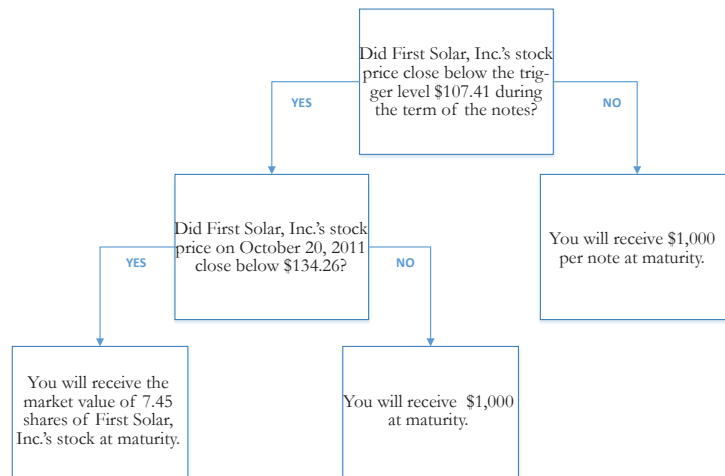 Did First Solar, Inc.'s stock
price close below the trig-
ger level $107.41 during
the term of the notes?
YES
NO
Did First Solar, Inc.'s stock
price on October 20, 2011
close below $134.26?
You will receive $1,000
per note at maturity.
YES
NO
You will receive the
market value of 7.45
shares of First Solar,
Inc.'s stock at maturity.
You will receive $1,000
at maturity.